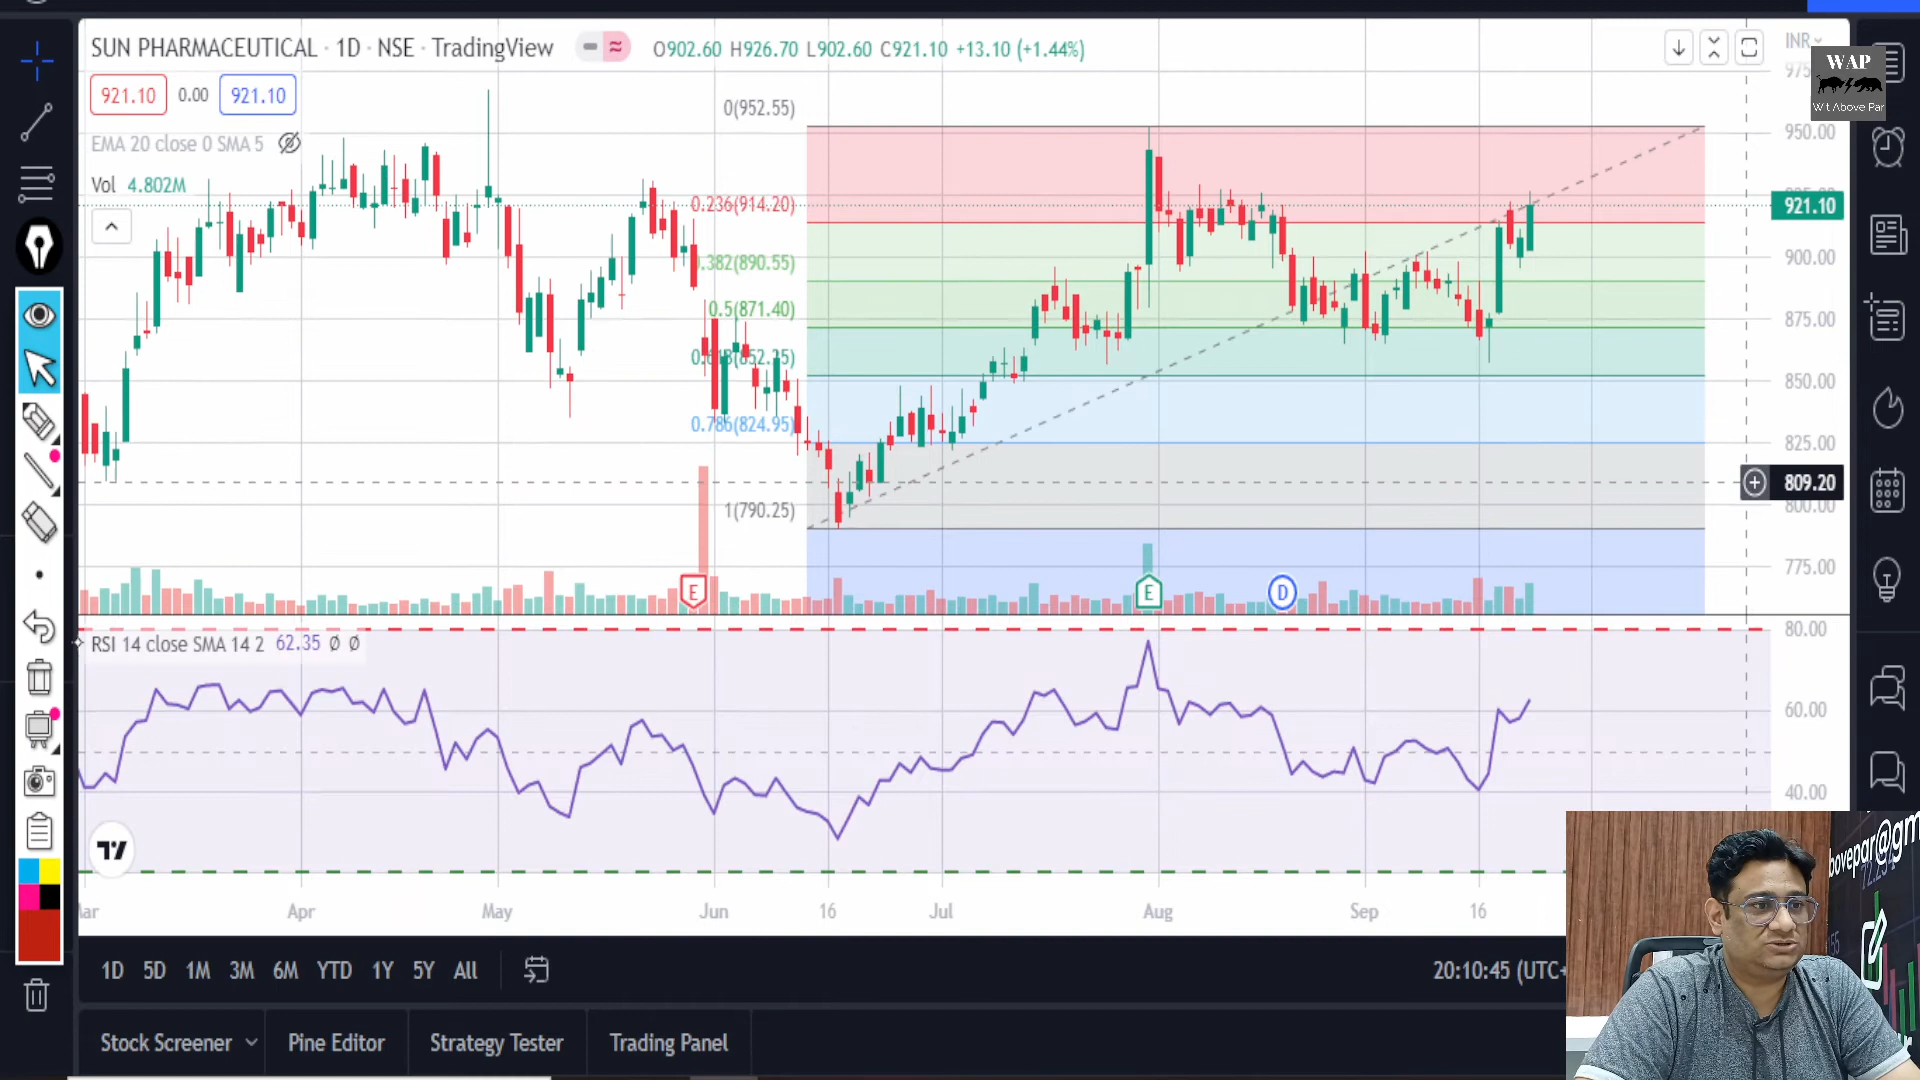 SUN PHARMACEUTICAL · 1D · NSE · TradingView
O902.60 H926.70 L902.60 C921.10 +13.10 (+1.44%)
INR
WAP
921.10 0.00 921.10
EMA 20 close 0 SMA 5
Vol 4.802M
0(952.55)
0.236(914.20)
.382(890.55)
0.5(871.40)
0.786(824.95)
1(790.25)
950.00
921.10
900.00
875.00
850.00
825.00
809.20
800.00
775.00
E
E
D
RSI 14 close SMA 14 2 62.35 Ø Ø
80.00
60.00
40.00
Apr May Jun 16 Jul Aug Sep 16
1D 5D 1M 3M 6M YTD 1Y 5Y All
20:10:45 (UTC+
Stock Screener Pine Editor Strategy Tester Trading Panel